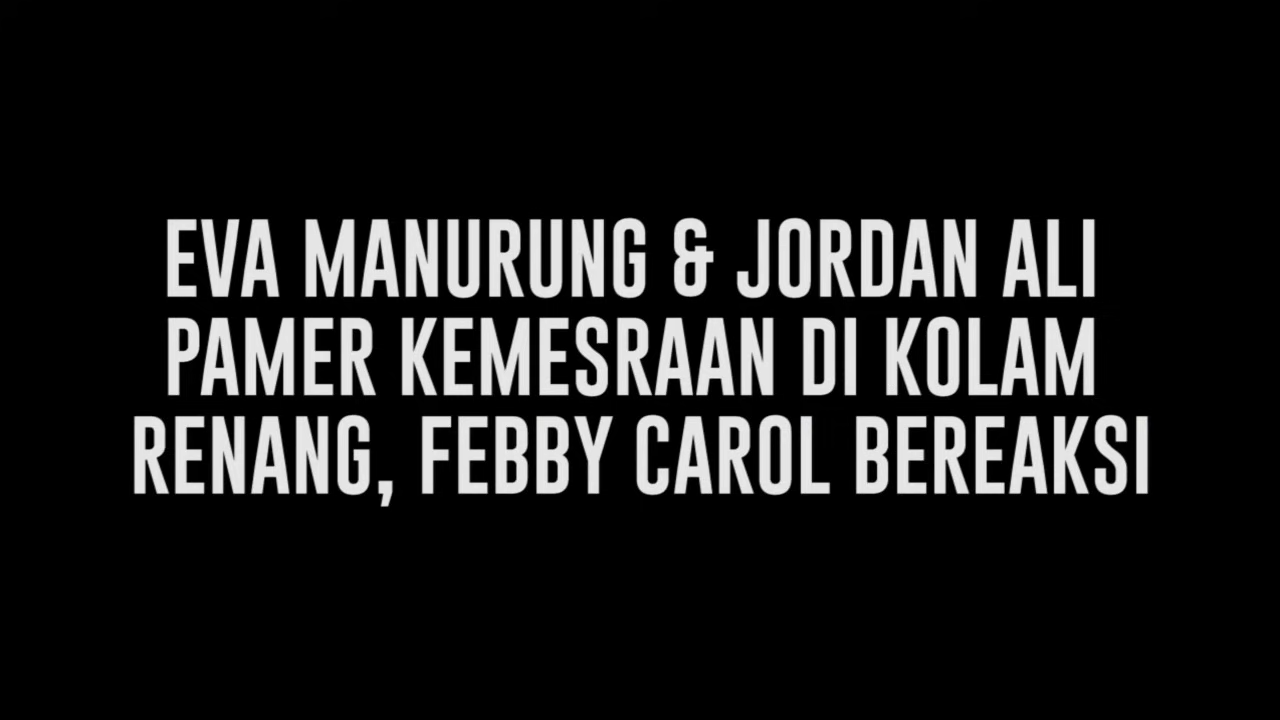 EVA MANURUNG & JORDAN ALI
PAMER KEMESRAAN DI KOLAM
RENANG, FEBBY CAROL BEREAKSI